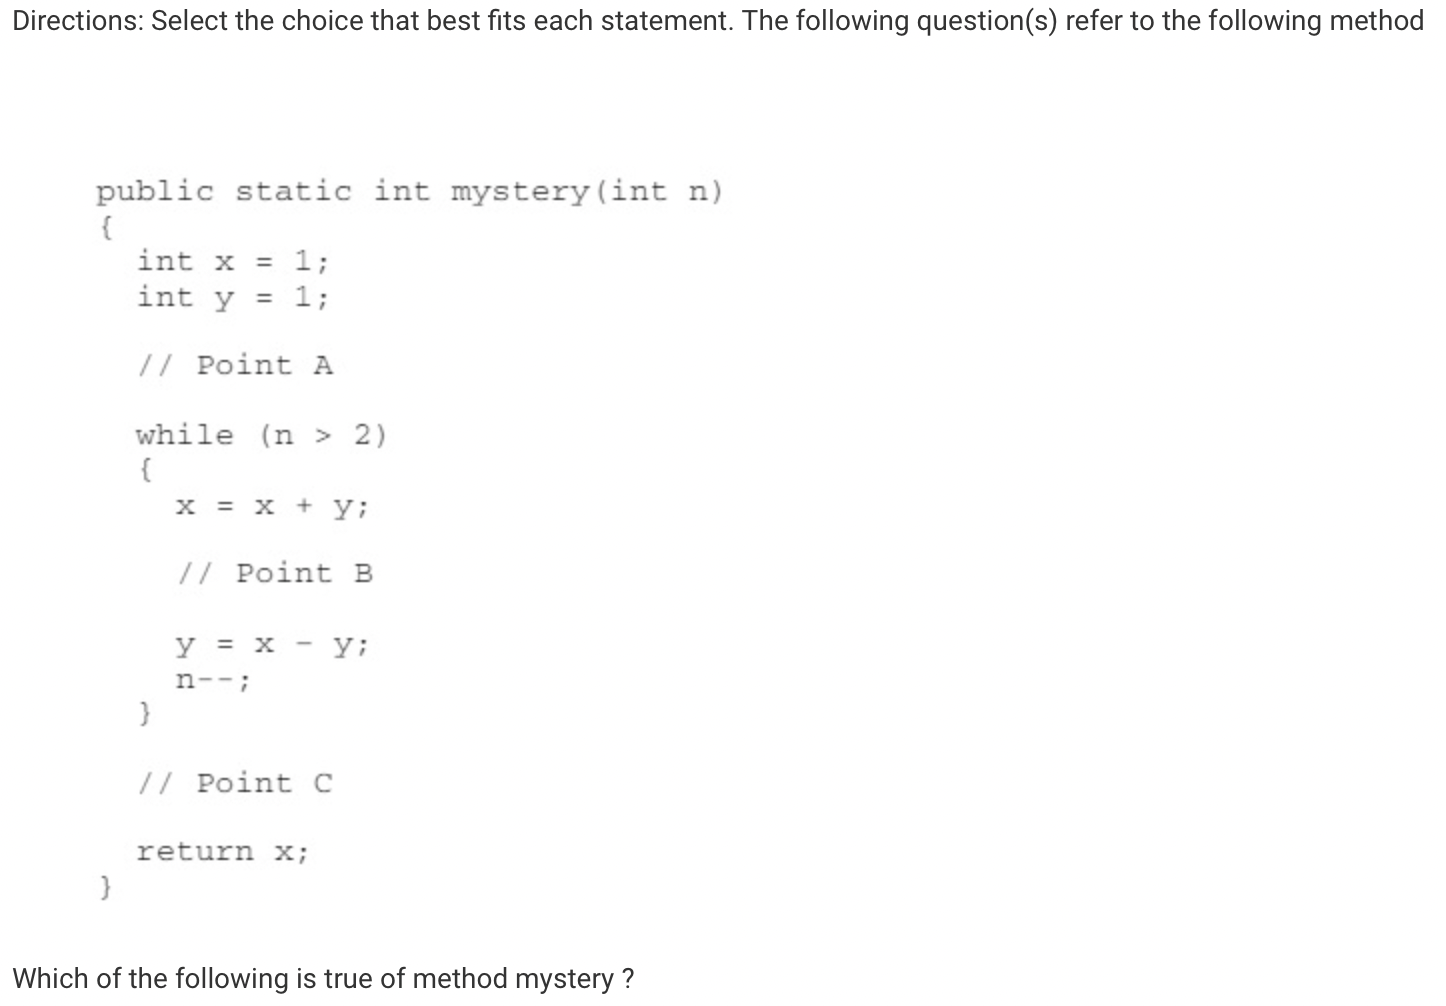 Directions: Select the choice that best fits each statement. The following question(s) refer to the following method
public static int mystery(int n)
{
int x = 1;
int y = 1;
// Point A
while (n > 2)
{
x = x + y;
// Point B
y = x - y;
n--;
}
// Point C
return x;
}
Which of the following is true of method mystery ?